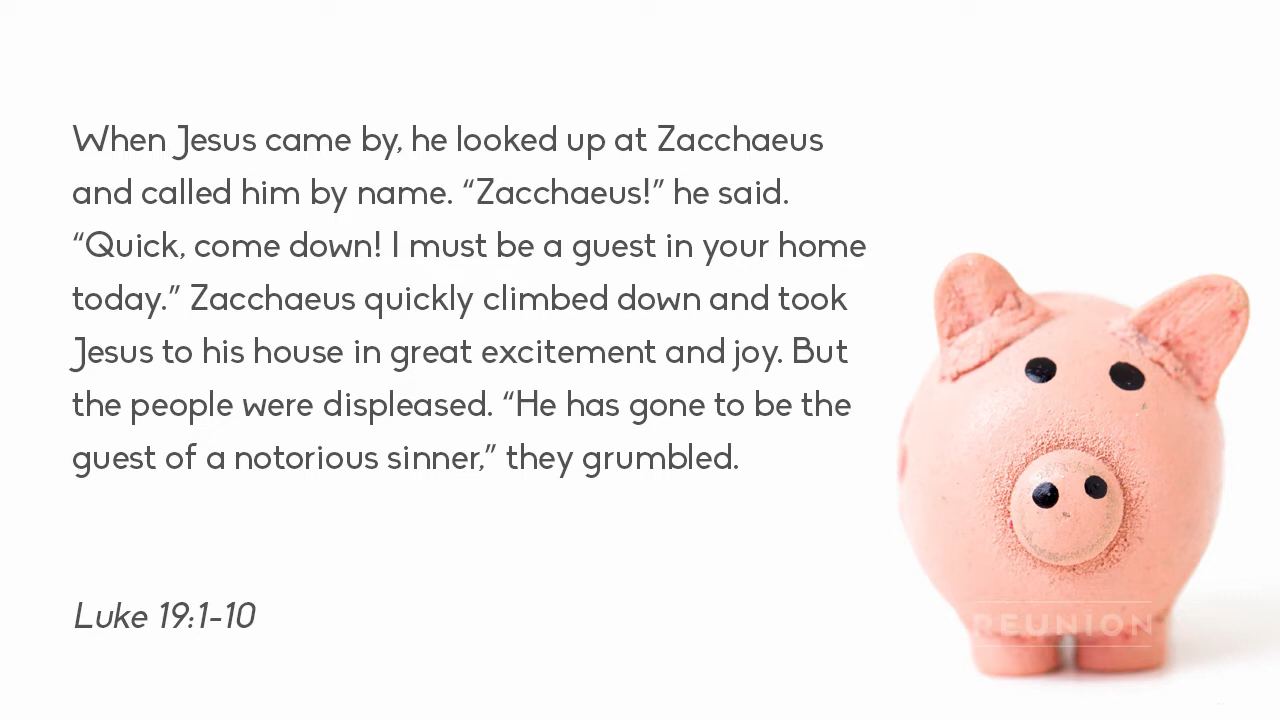 When Jesus came by, he looked up at Zacchaeus
and called him by name. “Zacchaeus!” he said.
“Quick, come down! I must be a guest in your home
today.” Zacchaeus quickly climbed down and took
Jesus to his house in great excitement and joy. But
the people were displeased. “He has gone to be the
guest of a notorious sinner,” they grumbled.
Luke 19:1-10
REUNION